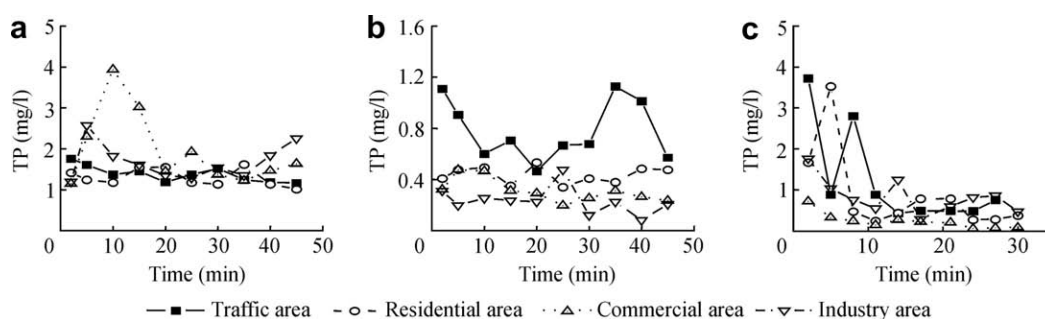 a
TP (mg/l)
5
4
3
2
1
0
10
20
30
40
50
Time (min)
b
TP (mg/l)
1.6
1.2
0.8
0.4
0
10
20
30
40
50
Time (min)
c
TP (mg/l)
5
4
3
2
1
0
10
20
30
Time (min)
Traffic area
Residential area
Commercial area
Industry area